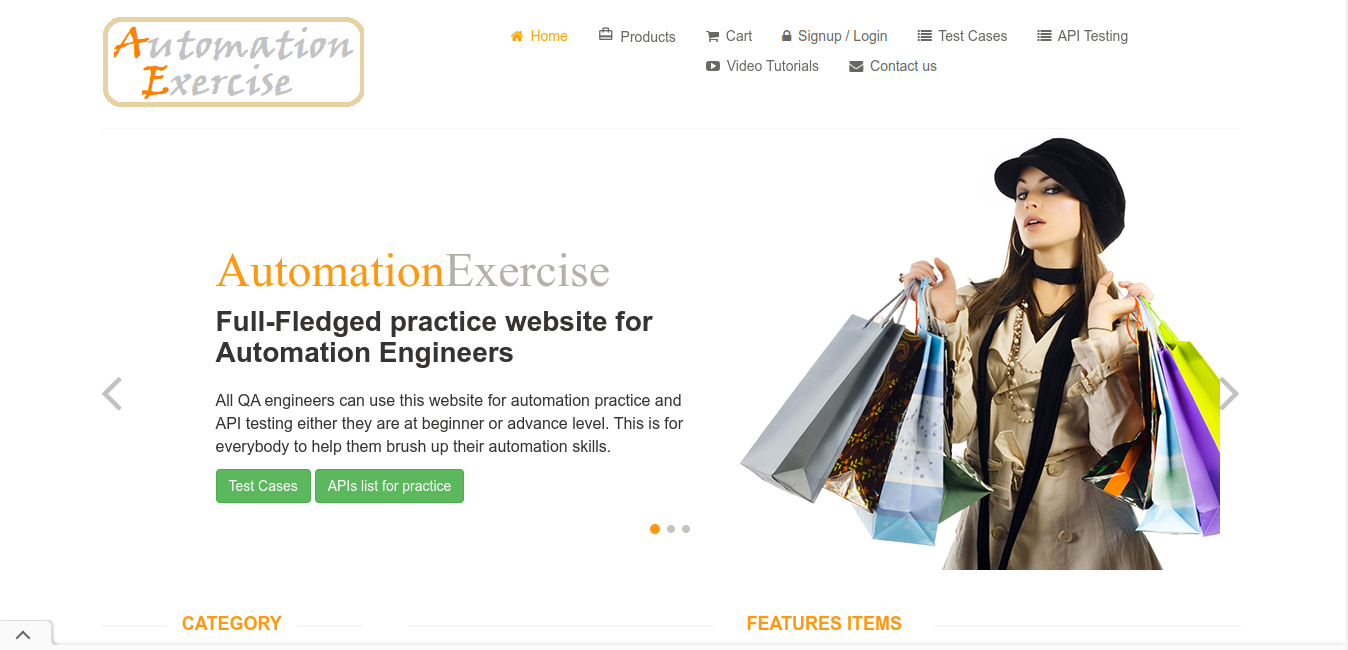 Automation
Exercise
Home Products Cart Signup / Login Test Cases API Testing
Video Tutorials Contact us
AutomationExercise
Full-Fledged practice website for
Automation Engineers
All QA engineers can use this website for automation practice and
API testing either they are at beginner or advance level. This is for
everybody to help them brush up their automation skills.
Test Cases APIs list for practice
CATEGORY FEATURES ITEMS